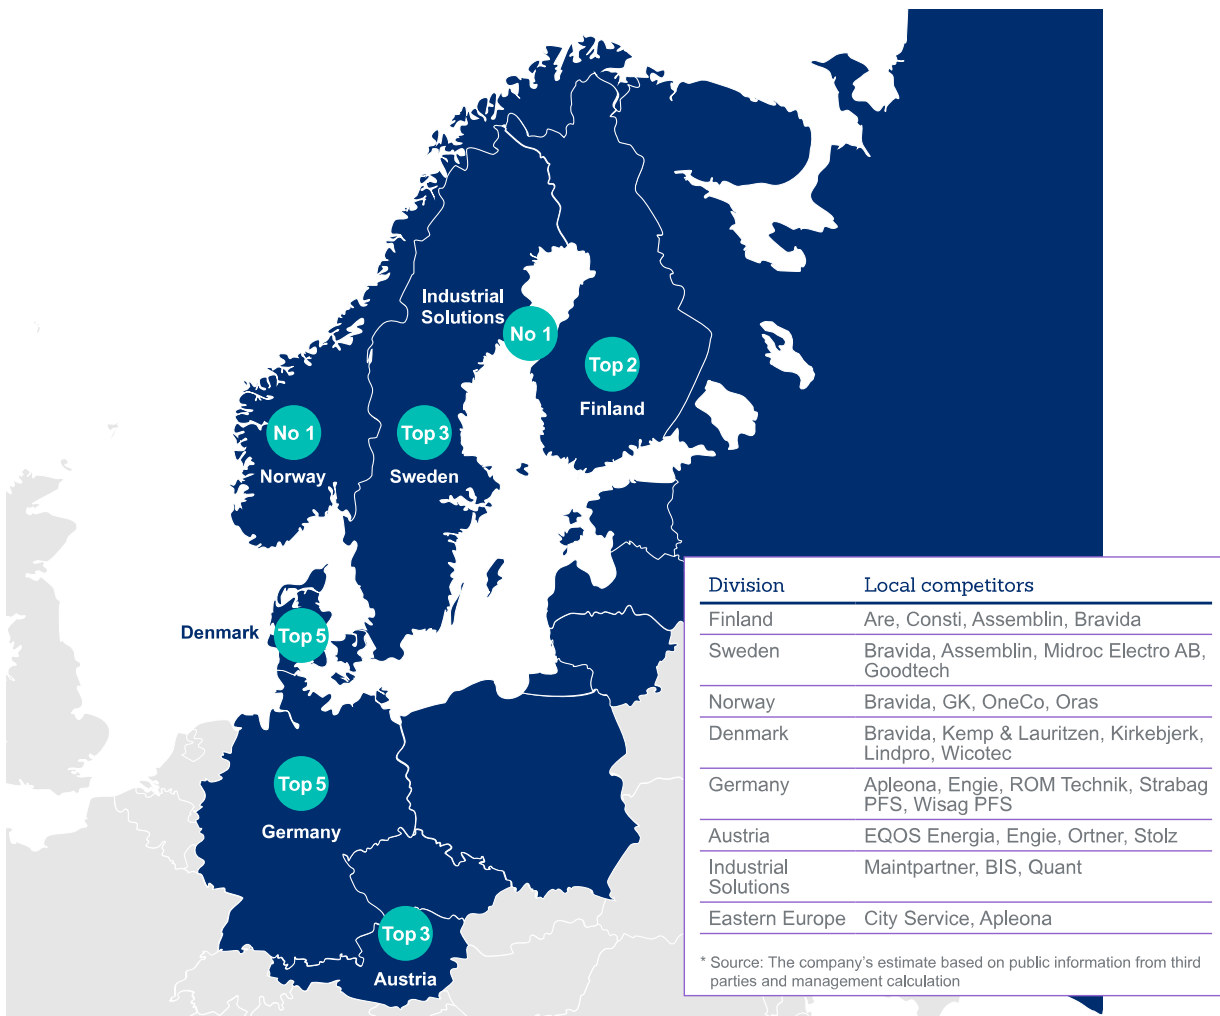 Industrial
Solutions
No 1
Top 2
Finland
No 1
Norway
Top 3
Sweden
Denmark
Top 5
Top 5
Germany
Top 3
Austria
Division Local competitors
Finland Are, Consti, Assemblin, Bravida
Sweden Bravida, Assemblin, Midroc Electro AB,
Goodtech
Norway Bravida, GK, OneCo, Oras
Denmark Bravida, Kemp & Lauritzen, Kirkebjerk,
Lindpro, Wicotec
Germany Apleona, Engie, ROM Technik, Strabag
PFS, Wisag PFS
Austria EQOS Energia, Engie, Ortner, Stolz
Industrial Maintpartner, BIS, Quant
Solutions
Eastern Europe City Service, Apleona
* Source: The company's estimate based on public information from third
parties and management calculation